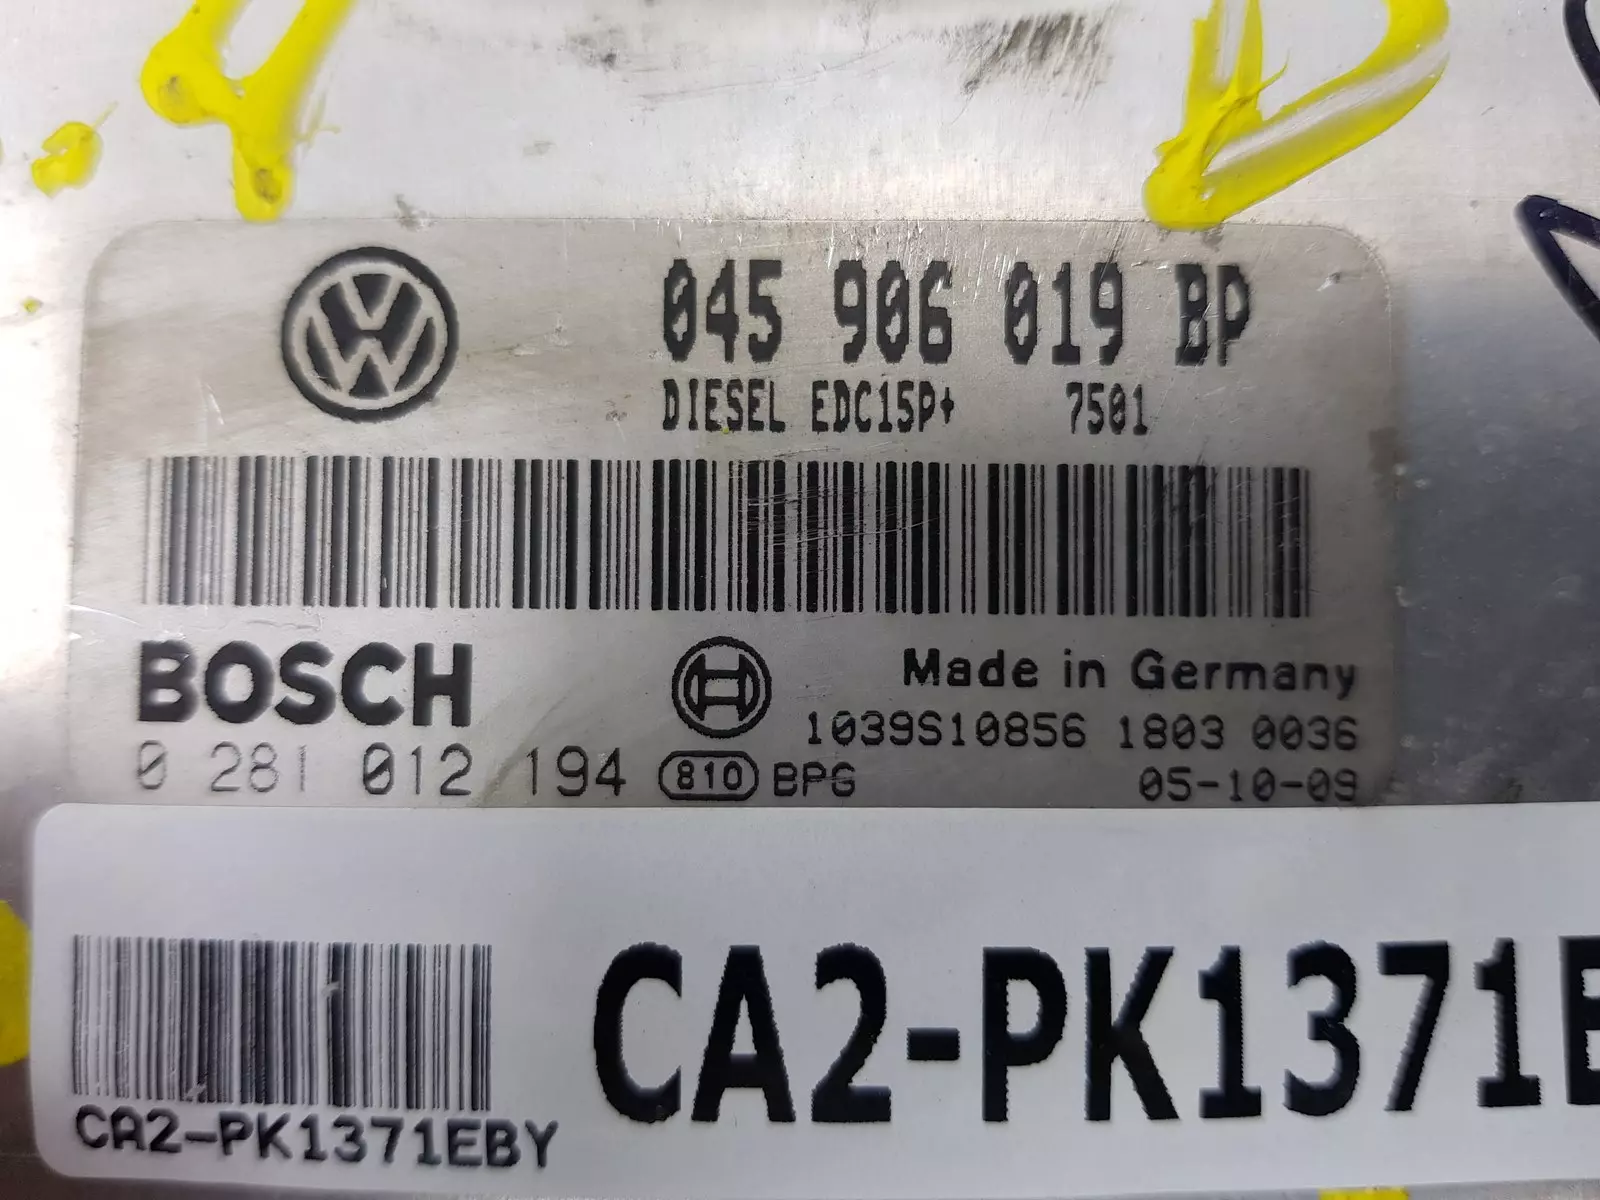 045 906 019 BP
DIESEL EDC15P+ 7501
BOSCH
Made in Germany
1039S10856 1803 0036
0 281 012 194 810 BPG 05-10-09
CA2-PK1371E
CA2-PK1371EBY